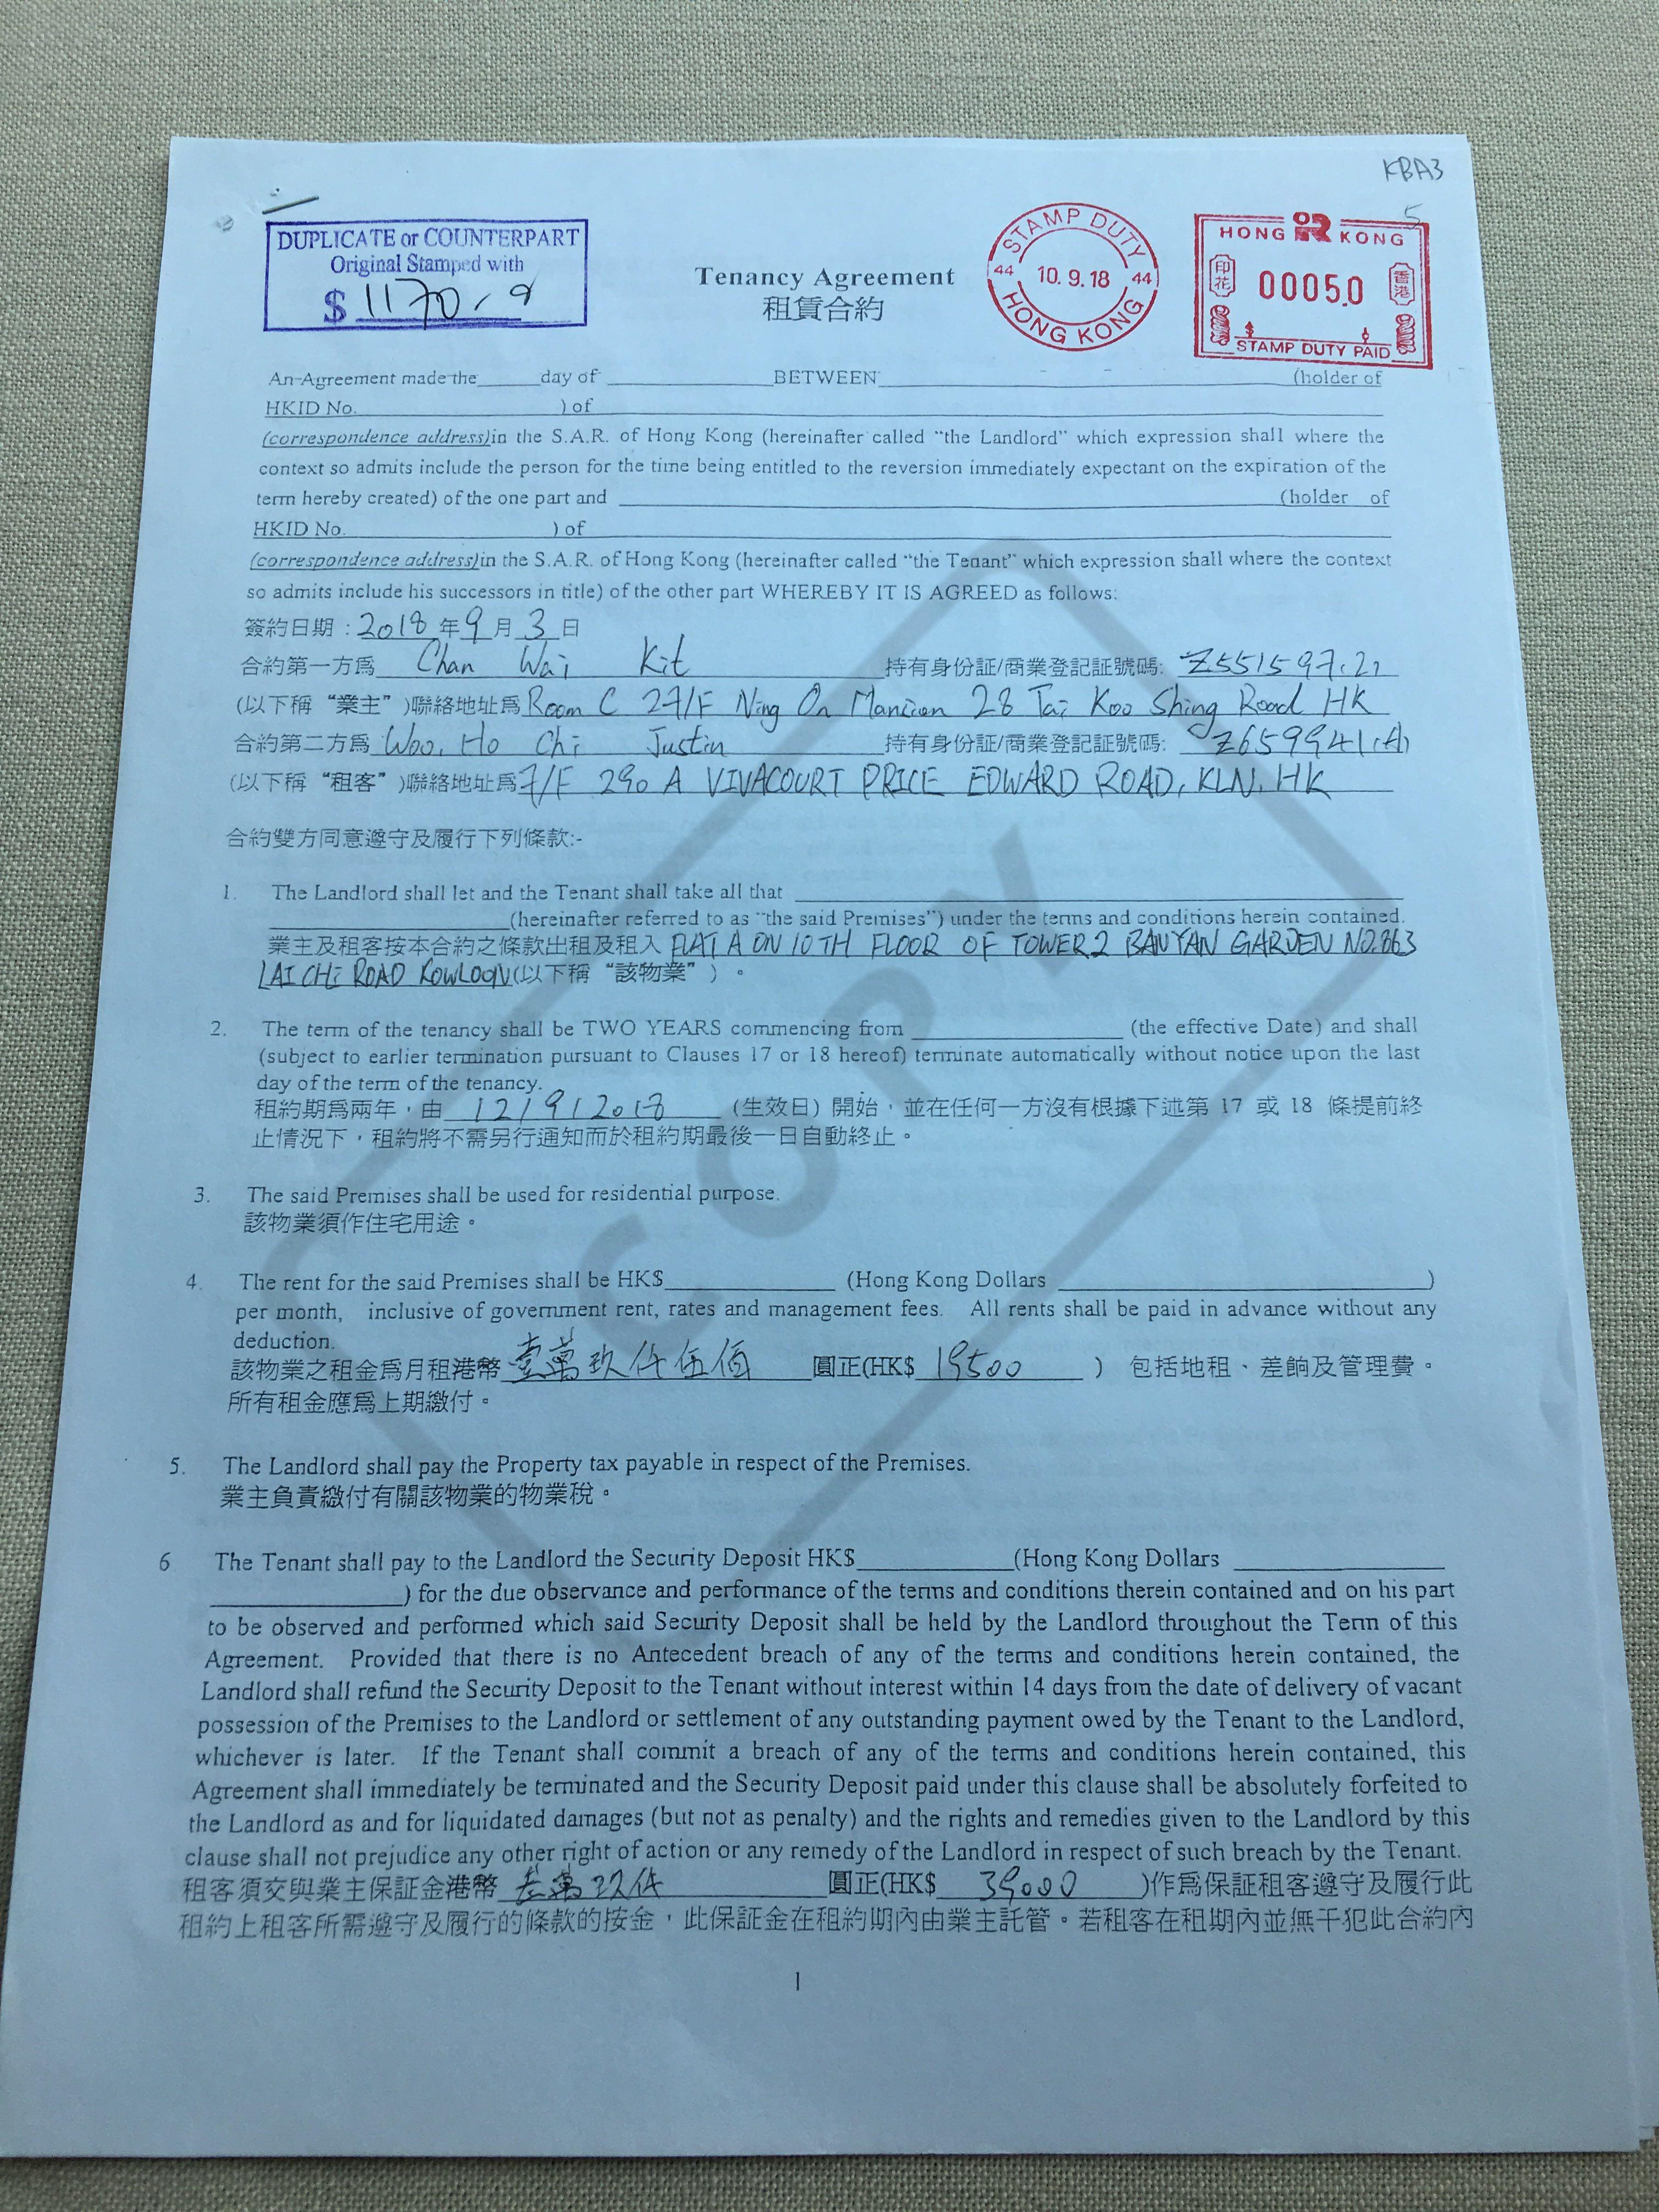 KBA3
5
DUPLICATE or COUNTERPART
Original Stamped with
$ 1170
Tenancy Agreement
租賃合約
STAMP DUTY
44 10.9.18 44
HONG KONG
HONG KONG
印花 00050 香港
STAMP DUTY PAID
An Agreement made the______day of ______________BETWEEN______________(holder of
HKID No.______________) of ______________
(correspondence address)in the S.A.R. of Hong Kong (hereinafter called "the Landlord" which expression shall where the
context so admits include the person for the time being entitled to the reversion immediately expectant on the expiration of the
term hereby created) of the one part and ______________(holder of
HKID No.______________) of ______________
(correspondence address)in the S.A.R. of Hong Kong (hereinafter called "the Tenant" which expression shall where the context
so admits include his successors in title) of the other part WHEREBY IT IS AGREED as follows:
簽約日期：2018年9月3日
合約第一方爲 Chan Wai Kit 持有身份証/商業登記証號碼:
(以下稱“業主”)聯絡地址爲Room C 27/F Ning On Mansion 28 Tai Koo Shing Road HK
合約第二方爲 Woo, Ho Chi Justin 持有身份証/商業登記証號碼: Z659941(A)
(以下稱“租客”)聯絡地址爲7/F 290 A VIVACOURT PRICE EDWARD ROAD, KLN. HK
合約雙方同意遵守及履行下列條款:-
1. The Landlord shall let and the Tenant shall take all that ______________
______________(hereinafter referred to as "the said Premises") under the terms and conditions herein contained.
業主及租客按本合約之條款出租及租入 FLAT A ON 10TH FLOOR OF TOWER 2 BANYAN GARDEN NO.863
LAI CHI ROAD KOWLOON(以下稱“該物業”)。
2. The term of the tenancy shall be TWO YEARS commencing from ______________ (the effective Date) and shall
(subject to earlier termination pursuant to Clauses 17 or 18 hereof) terminate automatically without notice upon the last
day of the term of the tenancy.
租約期爲兩年，由 12/9/2018 (生效日) 開始，並在任何一方沒有根據下述第 17 或 18 條提前終
止情況下，租約將不需另行通知而於租約期最後一日自動終止。
3. The said Premises shall be used for residential purpose.
該物業須作住宅用途。
4. The rent for the said Premises shall be HK$______________ (Hong Kong Dollars ______________)
per month, inclusive of government rent, rates and management fees. All rents shall be paid in advance without any
deduction.
該物業之租金爲月租港幣 壹萬玖仟伍佰 圓正(HK$ 19500 ) 包括地租、差餉及管理費。
所有租金應爲上期繳付。
5. The Landlord shall pay the Property tax payable in respect of the Premises.
業主負責繳付有關該物業的物業稅。
6 The Tenant shall pay to the Landlord the Security Deposit HK$______________(Hong Kong Dollars ______________
______________) for the due observance and performance of the terms and conditions therein contained and on his part
to be observed and performed which said Security Deposit shall be held by the Landlord throughout the Term of this
Agreement. Provided that there is no Antecedent breach of any of the terms and conditions herein contained, the
Landlord shall refund the Security Deposit to the Tenant without interest within 14 days from the date of delivery of vacant
possession of the Premises to the Landlord or settlement of any outstanding payment owed by the Tenant to the Landlord,
whichever is later. If the Tenant shall commit a breach of any of the terms and conditions herein contained, this
Agreement shall immediately be terminated and the Security Deposit paid under this clause shall be absolutely forfeited to
the Landlord as and for liquidated damages (but not as penalty) and the rights and remedies given to the Landlord by this
clause shall not prejudice any other right of action or any remedy of the Landlord in respect of such breach by the Tenant.
租客須交與業主保証金港幣 圓正(HK$ 39000 )作爲保証租客遵守及履行此
租約上租客所需遵守及履行的條款的按金，此保証金在租約期內由業主託管。若租客在租期內並無干犯此合約內
COPY
1